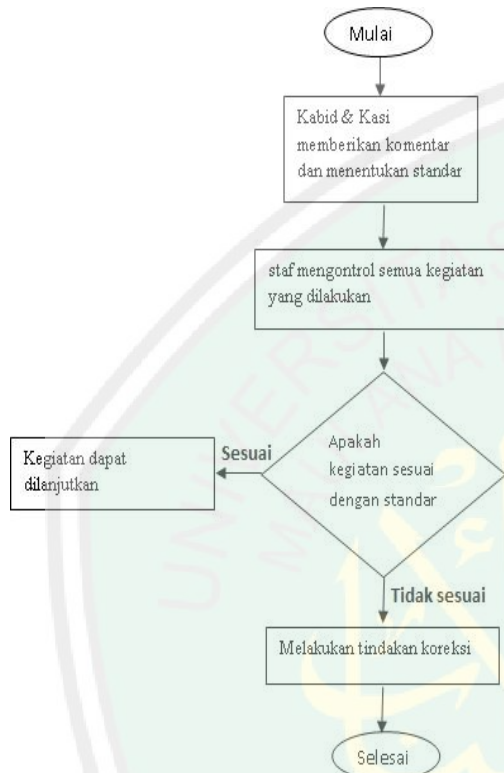 Mulai
Kabid & Kasi
memberikan komentar
dan menentukan standar
staf mengontrol semua kegiatan
yang dilakukan
Apakah
kegiatan sesuai
dengan standar
Sesuai
Kegiatan dapat
dilanjutkan
Tidak sesuai
Melakukan tindakan koreksi
Selesai